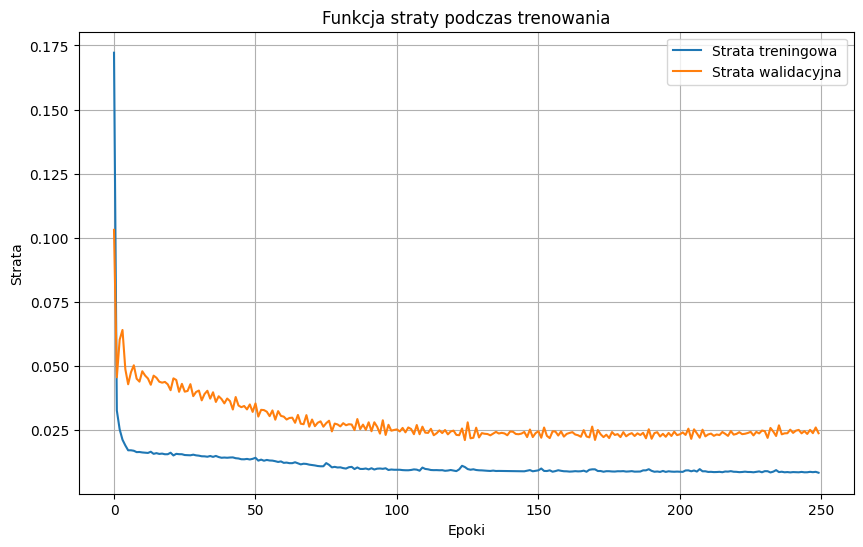 Funkcja straty podczas trenowania
Strata treningowa
Strata walidacyjna
0.175
0.150
0.125
0.100
0.075
0.050
0.025
Strata
0 50 100 150 200 250
Epoki